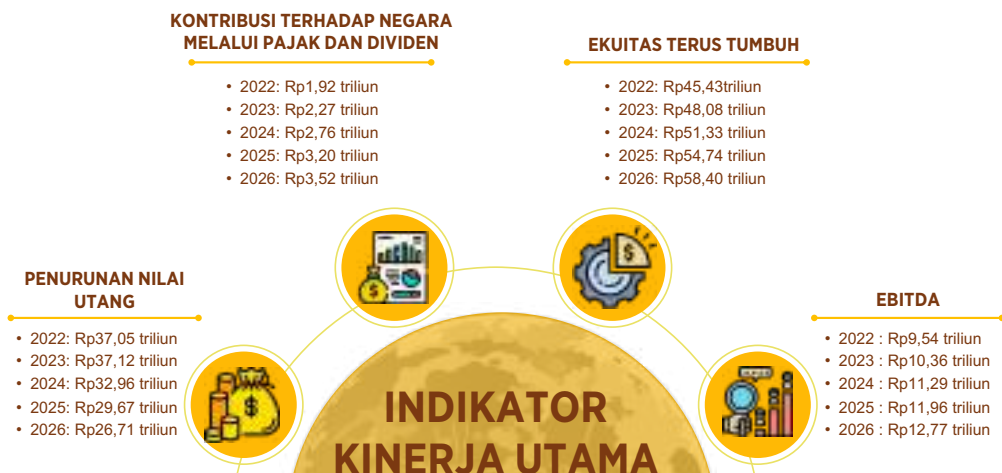 KONTRIBUSI TERHADAP NEGARA
MELALUI PAJAK DAN DIVIDEN
• 2022: Rp1,92 triliun
• 2023: Rp2,27 triliun
• 2024: Rp2,76 triliun
• 2025: Rp3,20 triliun
• 2026: Rp3,52 triliun
EKUITAS TERUS TUMBUH
• 2022: Rp45,43triliun
• 2023: Rp48,08 triliun
• 2024: Rp51,33 triliun
• 2025: Rp54,74 triliun
• 2026: Rp58,40 triliun
PENURUNAN NILAI
UTANG
• 2022: Rp37,05 triliun
• 2023: Rp37,12 triliun
• 2024: Rp32,96 triliun
• 2025: Rp29,67 triliun
• 2026: Rp26,71 triliun
EBITDA
• 2022 : Rp9,54 triliun
• 2023 : Rp10,36 triliun
• 2024 : Rp11,29 triliun
• 2025 : Rp11,96 triliun
• 2026 : Rp12,77 triliun
INDIKATOR
KINERJA UTAMA